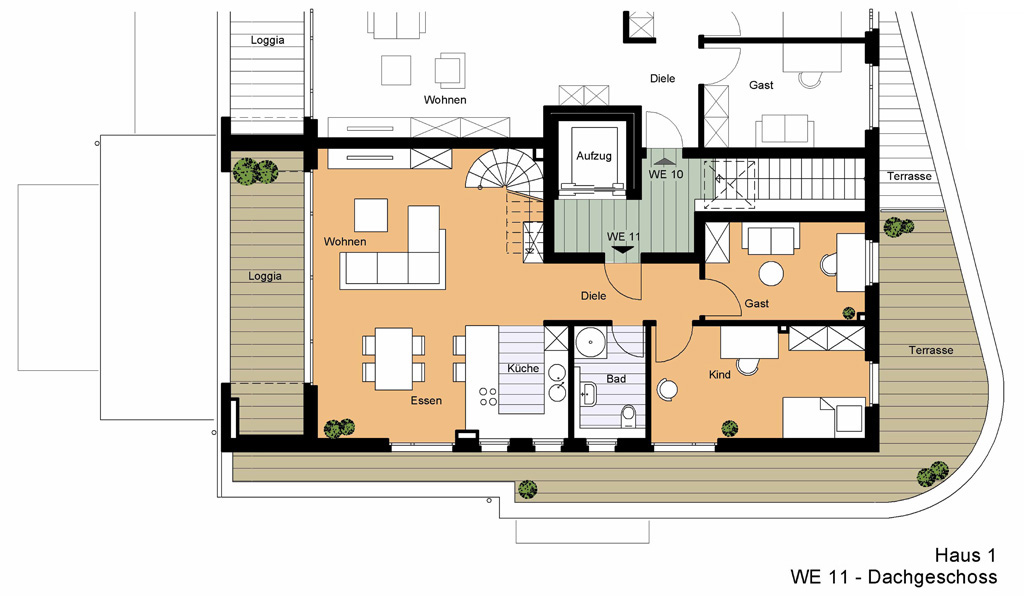 Loggia
Wohnen
Diele
Gast
Aufzug
WE 10
Terrasse
WE 11
Wohnen
Loggia
Diele
Gast
Terrasse
Küche
Bad
Kind
Essen
Haus 1
WE 11 - Dachgeschoss